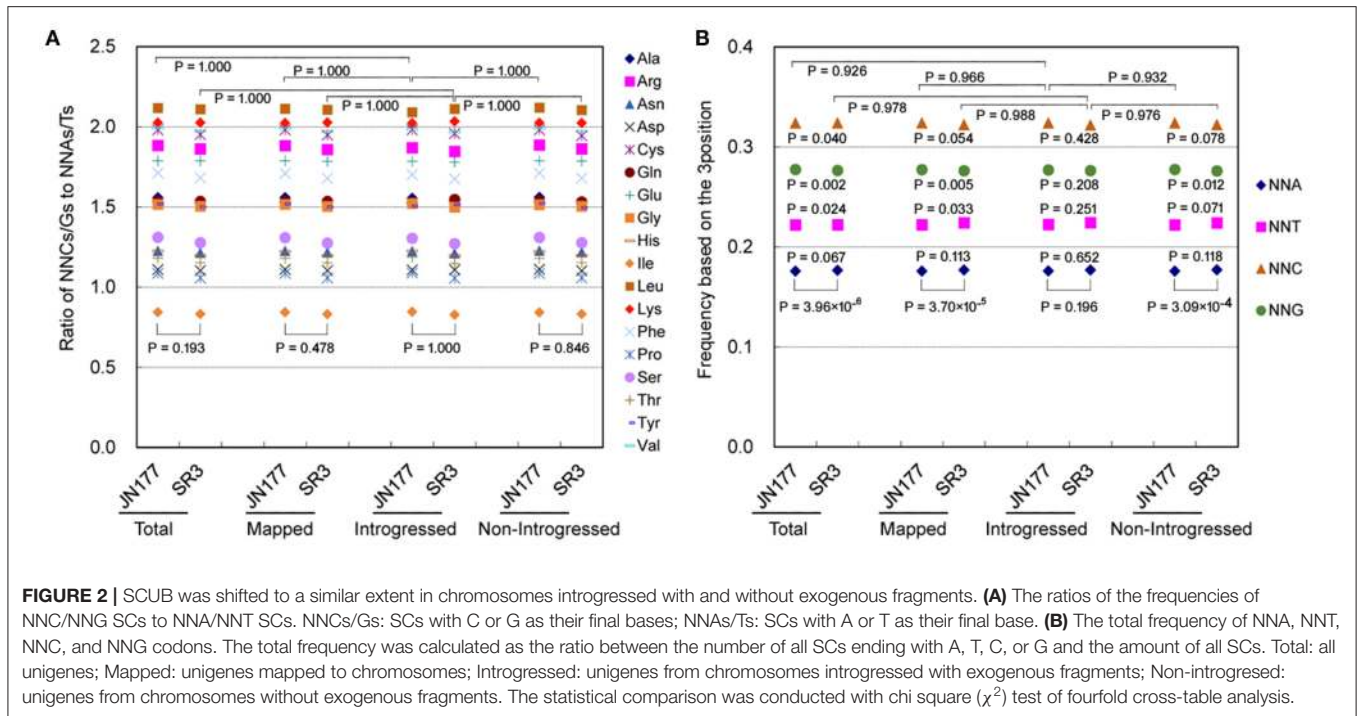 A
2.5
2.0
1.5
1.0
0.5
0.0
Ratio of NNCs/Gs to NNAs/Ts
P = 1.000
P = 1.000
P = 1.000
P = 1.000
P = 1.000
P = 1.000
P = 0.193
P = 0.478
P = 1.000
P = 0.846
JN177
SR3
JN177
SR3
JN177
SR3
JN177
SR3
Total
Mapped
Introgressed
Non-Introgressed
Ala
Arg
Asn
Asp
Cys
Gln
Glu
Gly
His
Ile
Leu
Lys
Phe
Pro
Ser
Thr
Tyr
Val
B
0.4
0.3
0.2
0.1
0.0
Frequency based on the 3position
P = 0.926
P = 0.966
P = 0.932
P = 0.978
P = 0.988
P = 0.976
P = 0.040
P = 0.054
P = 0.428
P = 0.078
P = 0.002
P = 0.005
P = 0.208
P = 0.012
P = 0.024
P = 0.033
P = 0.251
P = 0.071
P = 0.067
P = 0.113
P = 0.652
P = 0.118
P = 3.96×10⁻⁶
P = 3.70×10⁻⁵
P = 0.196
P = 3.09×10⁻⁴
JN177
SR3
JN177
SR3
JN177
SR3
JN177
SR3
Total
Mapped
Introgressed
Non-Introgressed
NNA
NNT
NNC
NNG
FIGURE 2 | SCUB was shifted to a similar extent in chromosomes introgressed with and without exogenous fragments. (A) The ratios of the frequencies of
NNC/NNG SCs to NNA/NNT SCs. NNCs/Gs: SCs with C or G as their final bases; NNAs/Ts: SCs with A or T as their final base. (B) The total frequency of NNA, NNT,
NNC, and NNG codons. The total frequency was calculated as the ratio between the number of all SCs ending with A, T, C, or G and the amount of all SCs. Total: all
unigenes; Mapped: unigenes mapped to chromosomes; Introgressed: unigenes from chromosomes introgressed with exogenous fragments; Non-introgresed:
unigenes from chromosomes without exogenous fragments. The statistical comparison was conducted with chi square (χ²) test of fourfold cross-table analysis.